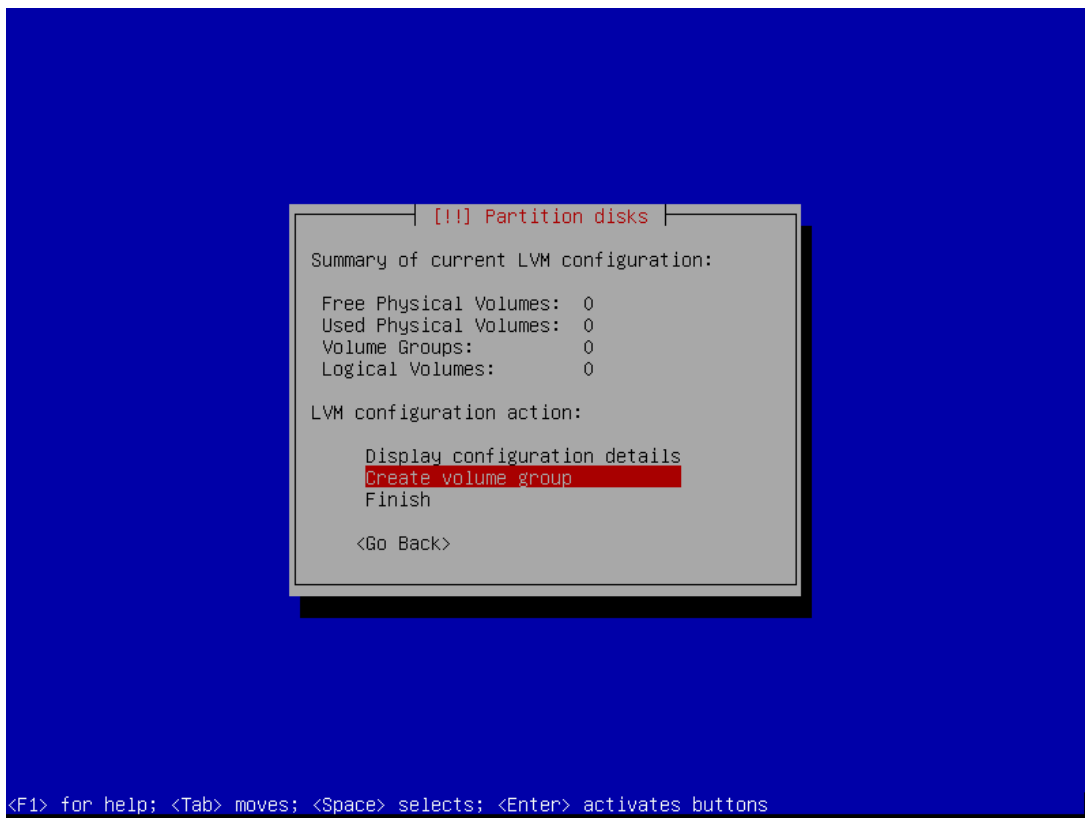 [!!] Partition disks
Summary of current LVM configuration:
Free Physical Volumes: 0
Used Physical Volumes: 0
Volume Groups: 0
Logical Volumes: 0
LVM configuration action:
Display configuration details
Create volume group
Finish
<Go Back>
<F1> for help; <Tab> moves; <Space> selects; <Enter> activates buttons